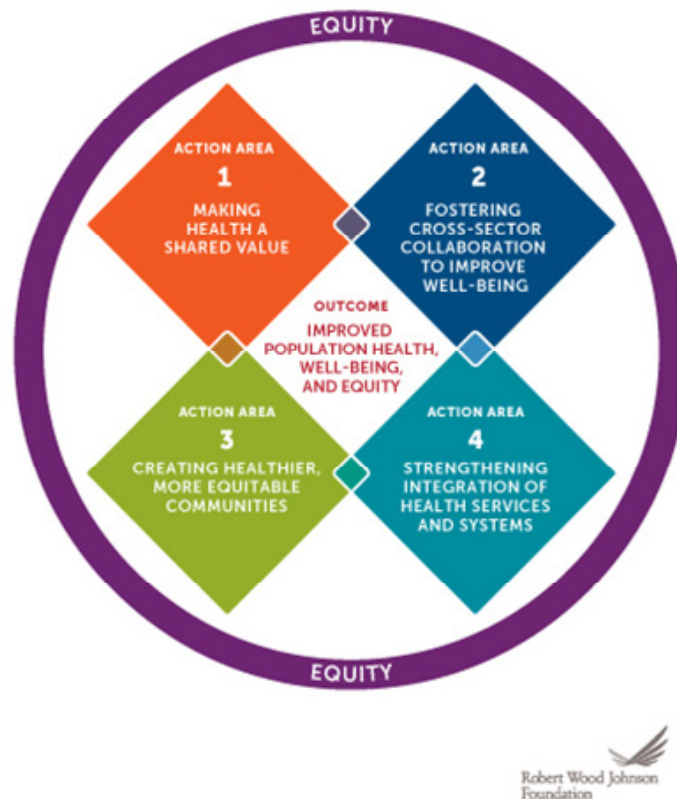 EQUITY
ACTION AREA
1
MAKING
HEALTH A
SHARED VALUE
ACTION AREA
2
FOSTERING
CROSS-SECTOR
COLLABORATION
TO IMPROVE
WELL-BEING
OUTCOME
IMPROVED
POPULATION HEALTH,
WELL-BEING,
AND EQUITY
ACTION AREA
3
CREATING HEALTHIER,
MORE EQUITABLE
COMMUNITIES
ACTION AREA
4
STRENGTHENING
INTEGRATION OF
HEALTH SERVICES
AND SYSTEMS
EQUITY
Robert Wood Johnson
Foundation